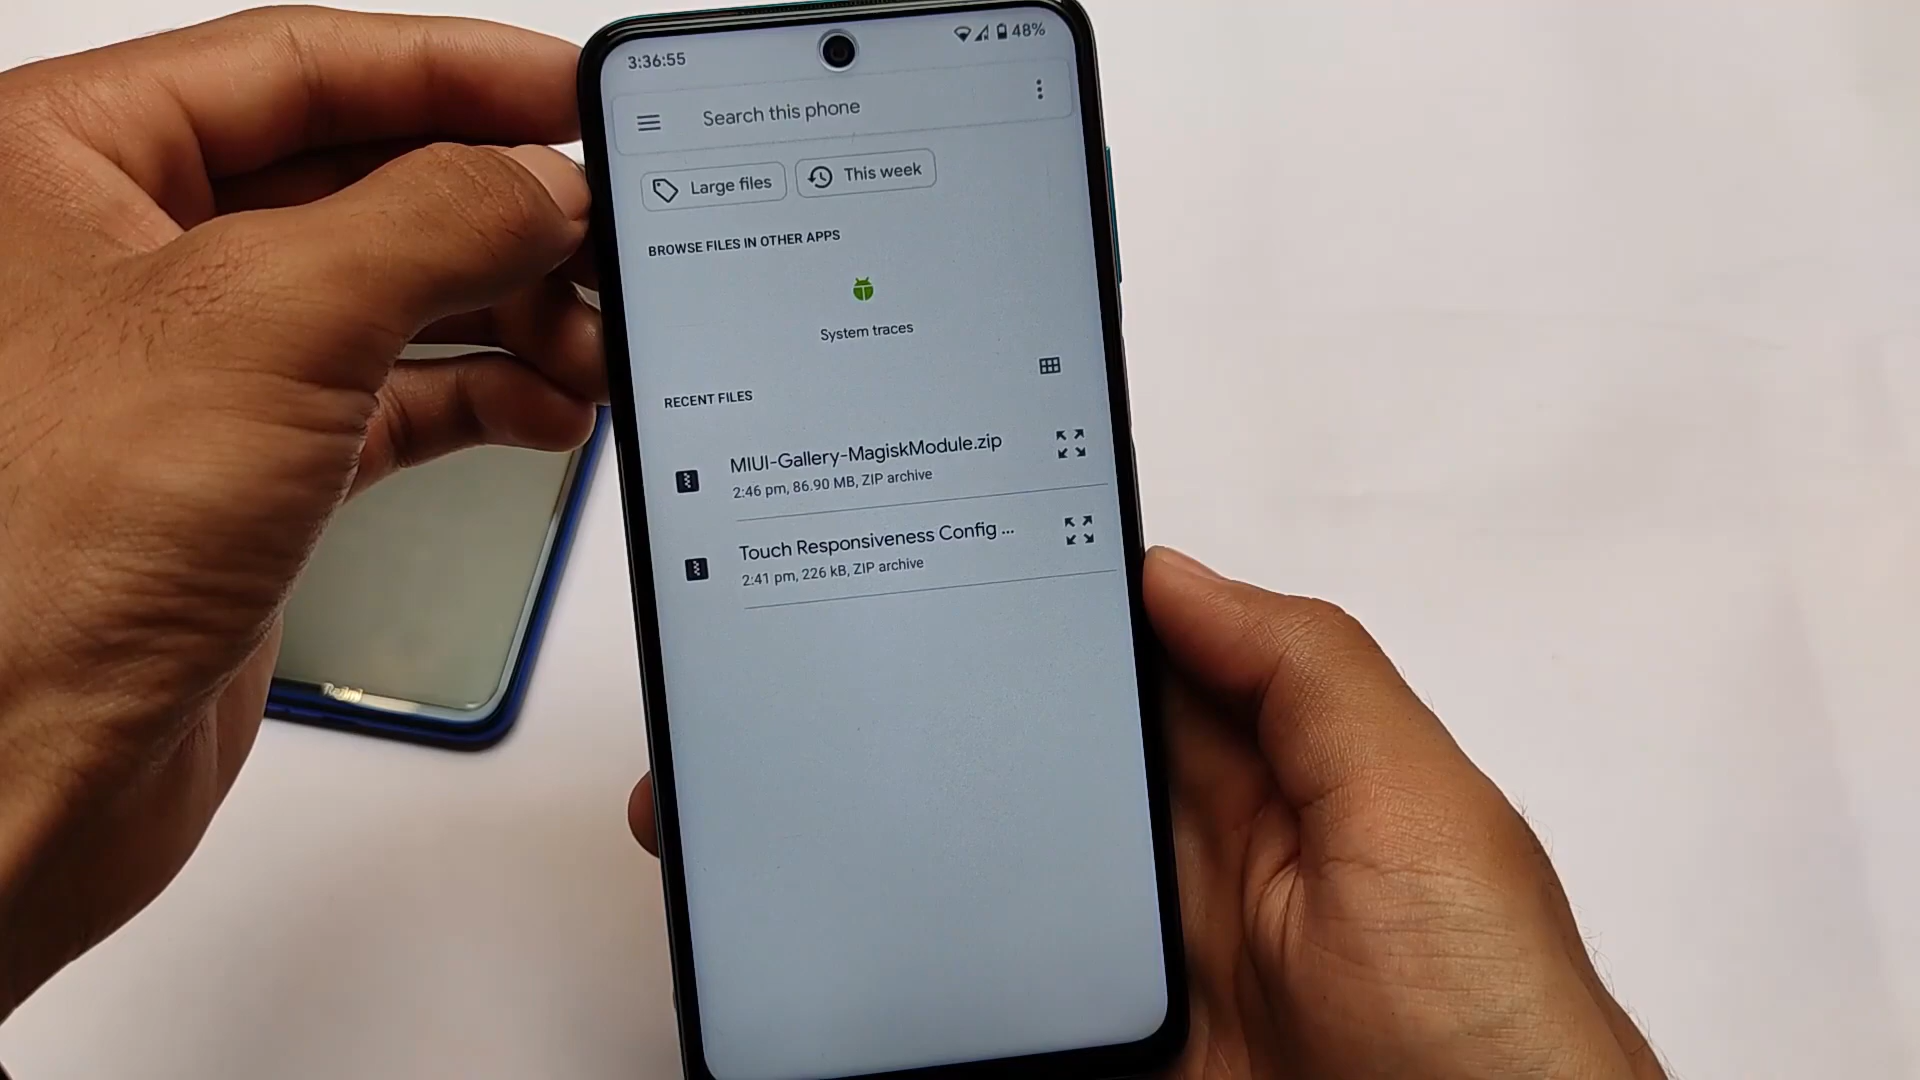 3:36:55
48%
Search this phone
Large files
This week
BROWSE FILES IN OTHER APPS
System traces
RECENT FILES
MIUI-Gallery-MagiskModule.zip
2:46 pm, 86.90 MB, ZIP archive
Touch Responsiveness Config ...
2:41 pm, 226 kB, ZIP archive
Redmi